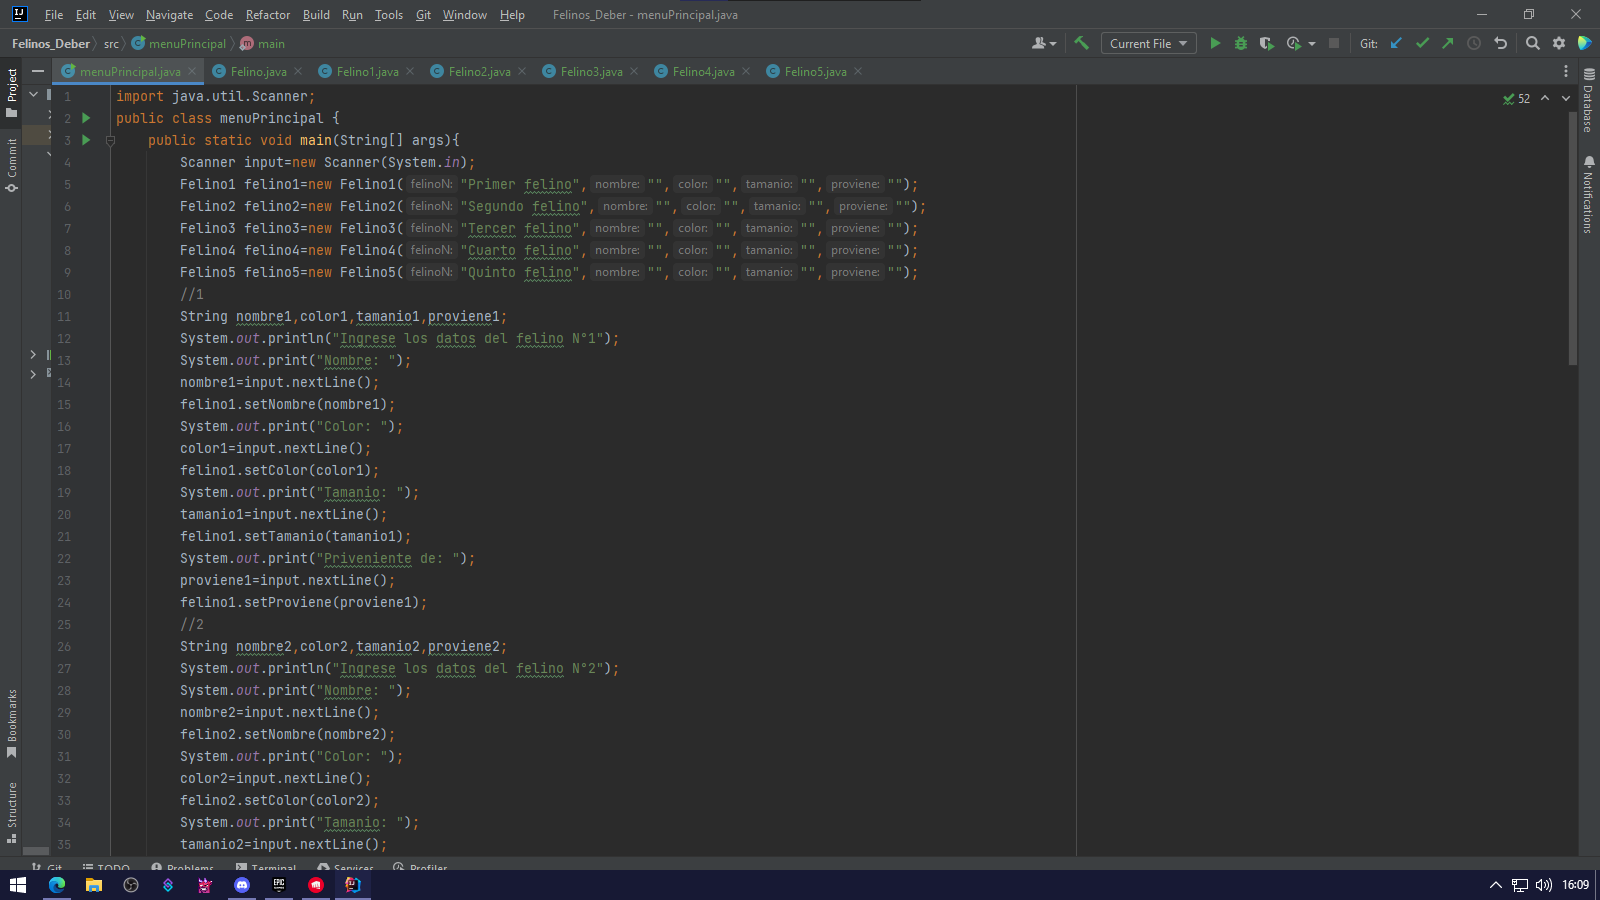 File Edit View Navigate Code Refactor Build Run Tools Git Window Help Felinos_Deber - menuPrincipal.java
Felinos_Deber src menuPrincipal main Current File Git:
menuPrincipal.java Felino.java Felino1.java Felino2.java Felino3.java Felino4.java Felino5.java
Project
Commit
Bookmarks
Structure
1 import java.util.Scanner;
2 public class menuPrincipal {
3 public static void main(String[] args){
4 Scanner input=new Scanner(System.in);
5 Felino1 felino1=new Felino1( felinoN: "Primer felino", nombre: "", color: "", tamanio: "", proviene: "");
6 Felino2 felino2=new Felino2( felinoN: "Segundo felino", nombre: "", color: "", tamanio: "", proviene: "");
7 Felino3 felino3=new Felino3( felinoN: "Tercer felino", nombre: "", color: "", tamanio: "", proviene: "");
8 Felino4 felino4=new Felino4( felinoN: "Cuarto felino", nombre: "", color: "", tamanio: "", proviene: "");
9 Felino5 felino5=new Felino5( felinoN: "Quinto felino", nombre: "", color: "", tamanio: "", proviene: "");
10 //1
11 String nombre1,color1,tamanio1,proviene1;
12 System.out.println("Ingrese los datos del felino N°1");
13 System.out.print("Nombre: ");
14 nombre1=input.nextLine();
15 felino1.setNombre(nombre1);
16 System.out.print("Color: ");
17 color1=input.nextLine();
18 felino1.setColor(color1);
19 System.out.print("Tamanio: ");
20 tamanio1=input.nextLine();
21 felino1.setTamanio(tamanio1);
22 System.out.print("Priveniente de: ");
23 proviene1=input.nextLine();
24 felino1.setProviene(proviene1);
25 //2
26 String nombre2,color2,tamanio2,proviene2;
27 System.out.println("Ingrese los datos del felino N°2");
28 System.out.print("Nombre: ");
29 nombre2=input.nextLine();
30 felino2.setNombre(nombre2);
31 System.out.print("Color: ");
32 color2=input.nextLine();
33 felino2.setColor(color2);
34 System.out.print("Tamanio: ");
35 tamanio2=input.nextLine();
52
Database
Notifications
Git TODO Problems Terminal Services Profiler
16:09